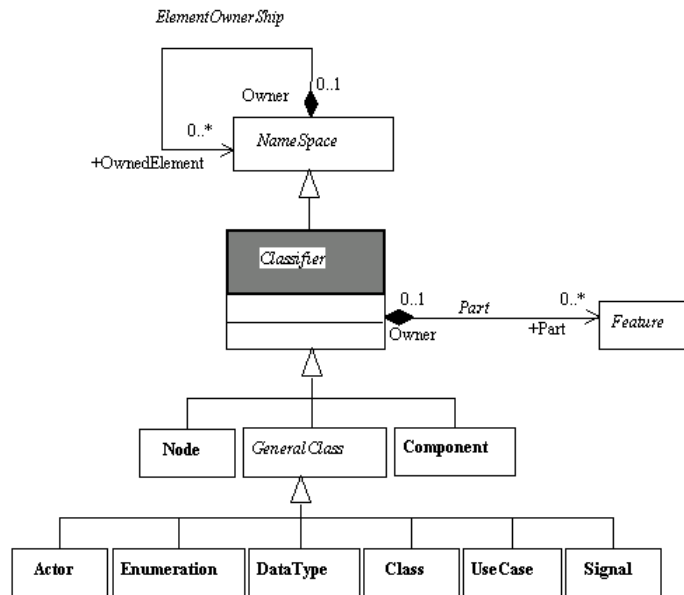 ElementOwnerShip
0..1
Owner
0..*
NameSpace
+OwnedElement
Classifier
0..1
Part
0..*
Owner
+Part
Feature
Node
GeneralClass
Component
Actor
Enumeration
DataType
Class
UseCase
Signal